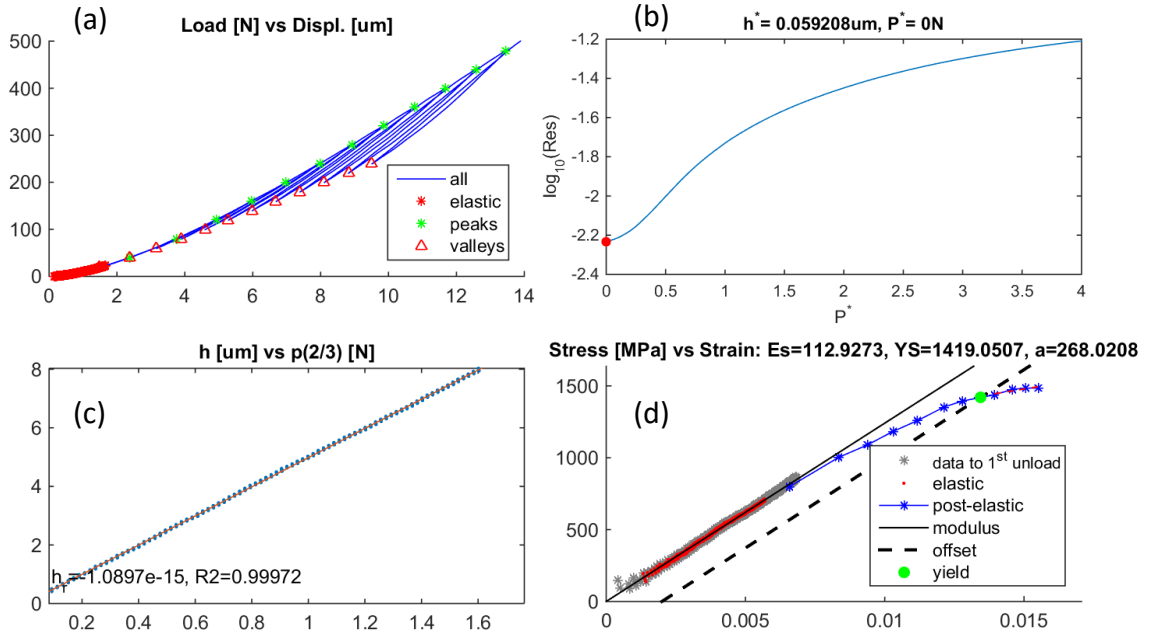 (a)
Load [N] vs Displ. [um]
500
400
300
200
100
0
0 2 4 6 8 10 12 14
all
elastic
peaks
valleys
(b)
h*= 0.059208um, P*= 0N
-1.2
-1.4
-1.6
-1.8
-2
-2.2
-2.4
log10(Res)
0 0.5 1 1.5 2 2.5 3 3.5 4
P*
h [um] vs p(2/3) [N]
(c)
8
6
4
2
0
hr=-1.0897e-15, R2=0.99972
0.2 0.4 0.6 0.8 1.0 1.2 1.4 1.6
Stress [MPa] vs Strain: Es=112.9273, YS=1419.0507, a=268.0208
(d)
1500
1000
500
0
0 0.005 0.01 0.015
data to 1st unload
elastic
post-elastic
modulus
offset
yield